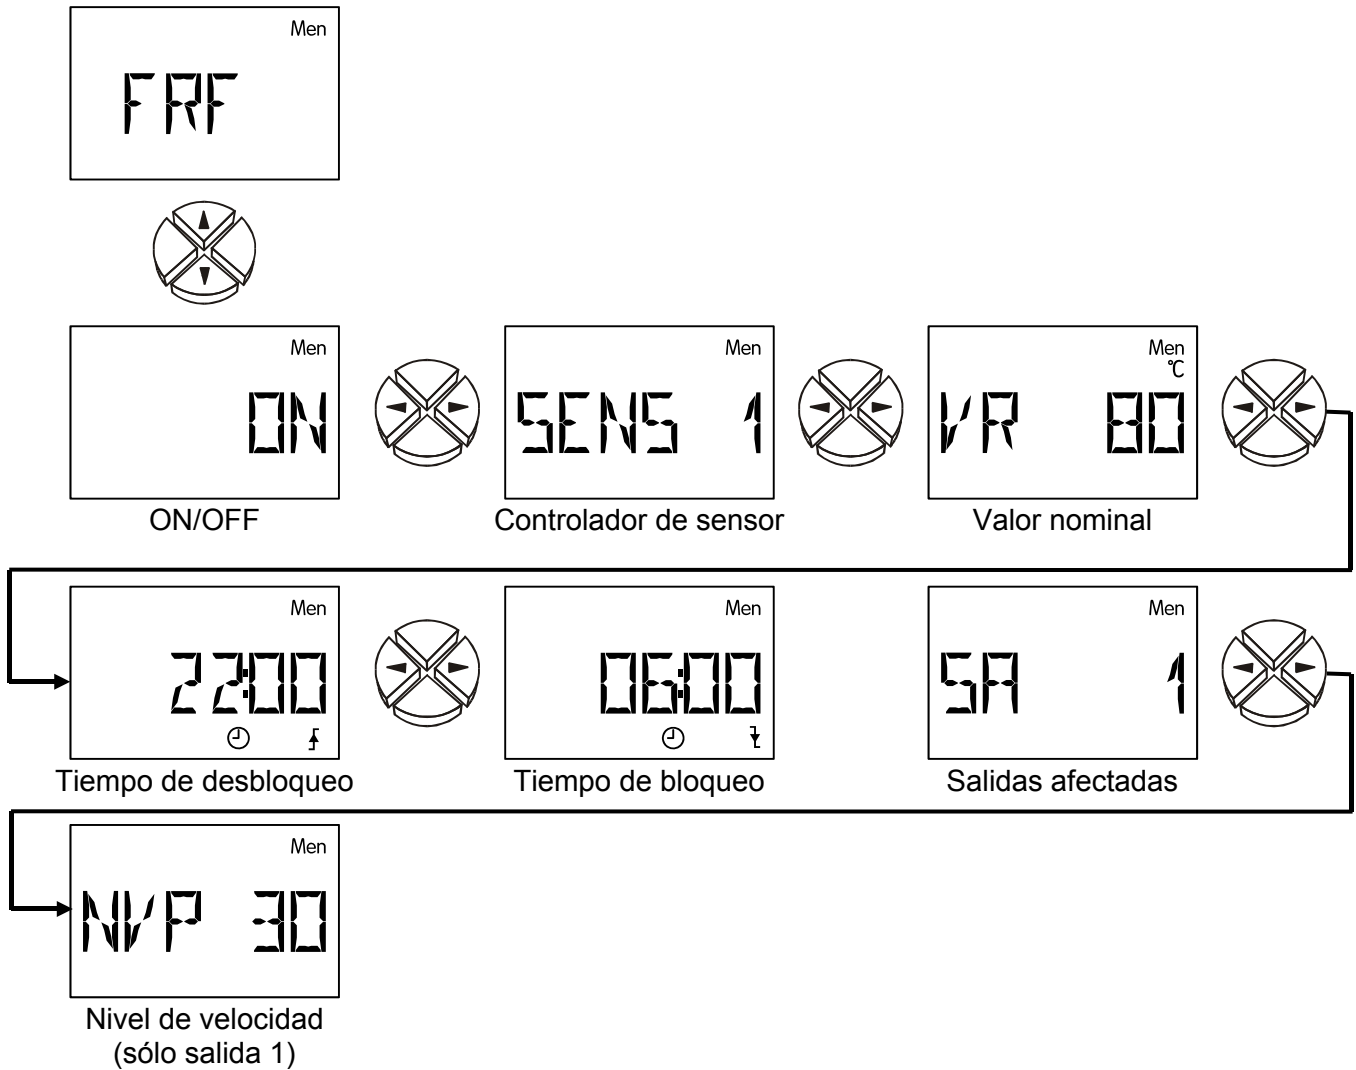 Men
FRF
Men
ON
ON/OFF
Men
SENS 1
Controlador de sensor
Men
°C
VR 80
Valor nominal
Men
22:00
Tiempo de desbloqueo
Men
06:00
Tiempo de bloqueo
Men
SA 1
Salidas afectadas
Men
NVP 30
Nivel de velocidad
(sólo salida 1)